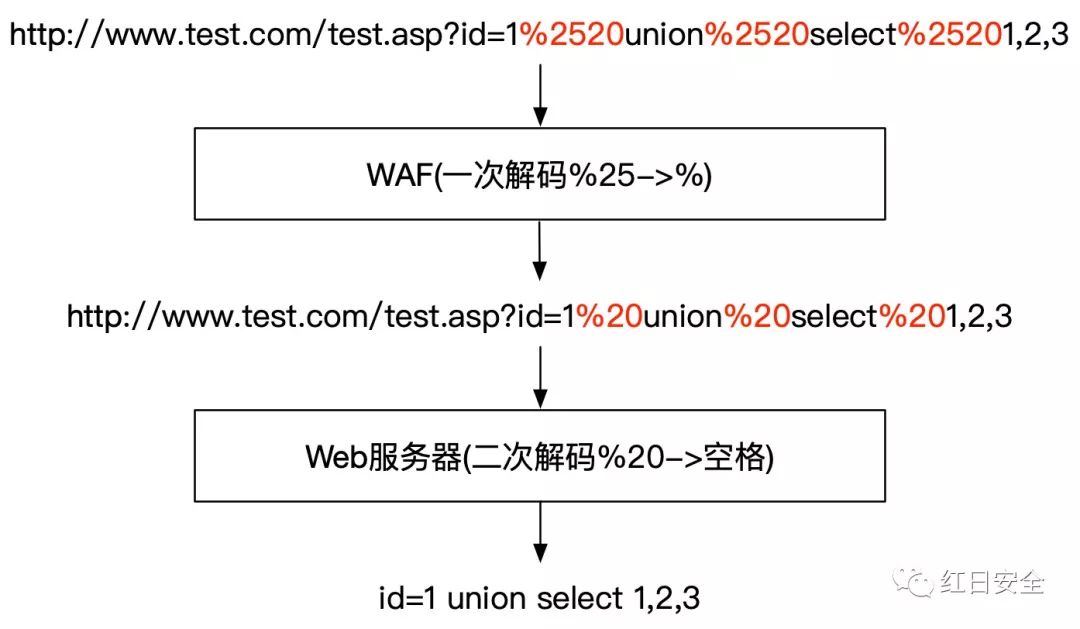 http://www.test.com/test.asp?id=1%2520union%2520select%25201,2,3
WAF(一次解码%25->%)
http://www.test.com/test.asp?id=1%20union%20select%201,2,3
Web服务器(二次解码%20->空格)
id=1 union select 1,2,3
红日安全